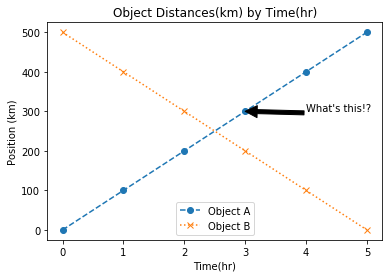 Object Distances(km) by Time(hr)
500
400
300
200
100
0
Position (km)
What's this!?
Object A
Object B
0 1 2 3 4 5
Time(hr)